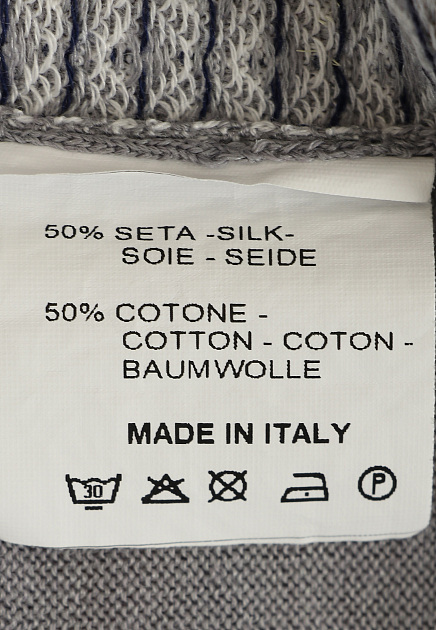 50% SETA -SILK-
SOIE - SEIDE
50% COTONE -
COTTON - COTON -
BAUMWOLLE
MADE IN ITALY
30 P